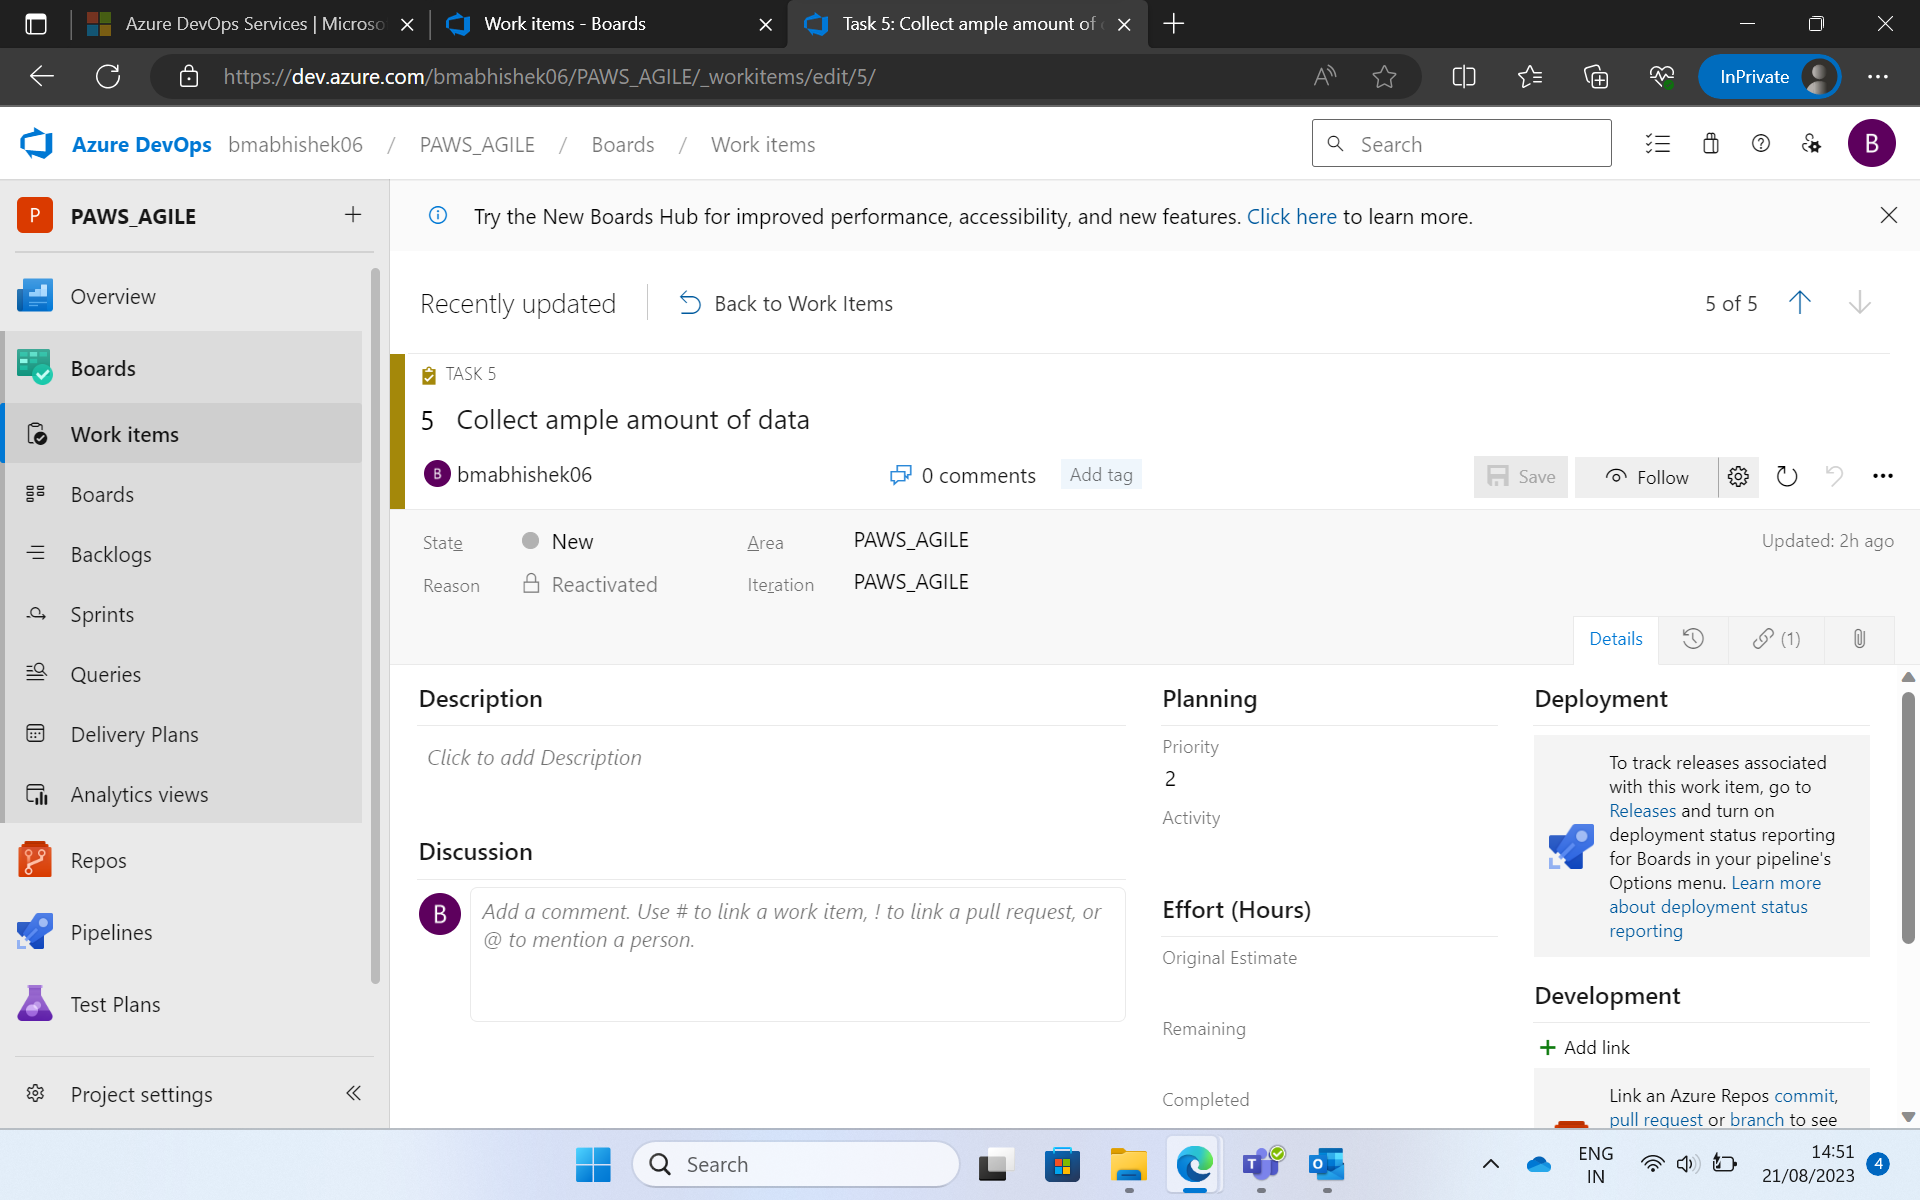 Azure DevOps Services | Microso
Work items - Boards
Task 5: Collect ample amount of
https://dev.azure.com/bmabhishek06/PAWS_AGILE/_workitems/edit/5/
InPrivate
Azure DevOps bmabhishek06 / PAWS_AGILE / Boards / Work items
Search
B
P PAWS_AGILE
Try the New Boards Hub for improved performance, accessibility, and new features. Click here to learn more.
Overview
Boards
Work items
Boards
Backlogs
Sprints
Queries
Delivery Plans
Analytics views
Repos
Pipelines
Test Plans
Project settings
Recently updated
Back to Work Items
5 of 5
TASK 5
5 Collect ample amount of data
B bmabhishek06
0 comments
Add tag
Save
Follow
State New
Area PAWS_AGILE
Updated: 2h ago
Reason Reactivated
Iteration PAWS_AGILE
Details
(1)
Description
Click to add Description
Discussion
B
Add a comment. Use # to link a work item, ! to link a pull request, or
@ to mention a person.
Planning
Priority
2
Activity
Effort (Hours)
Original Estimate
Remaining
Completed
Deployment
To track releases associated
with this work item, go to
Releases and turn on
deployment status reporting
for Boards in your pipeline's
Options menu. Learn more
about deployment status
reporting
Development
+ Add link
Link an Azure Repos commit,
pull request or branch to see
Search
ENG
IN
14:51
21/08/2023
4